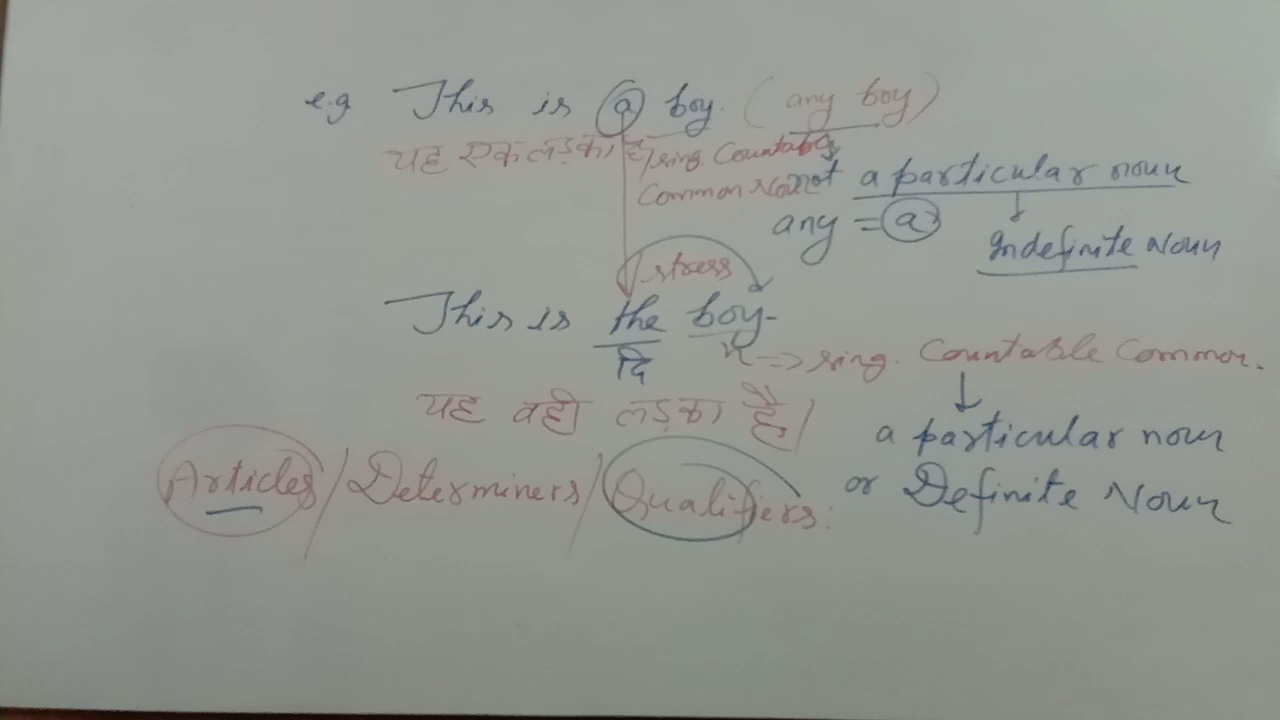 e.g This is a boy. (any boy)
यह एक लड़का है/sing. Countable
Common Noun not a particular noun
any = a
Indefinite Noun
stress
This is the boy-
दि
=> sing. Countable Common.
यह वही लड़का है।
a particular noun
Articles/Determiners/Qualifiers:
or Definite Noun